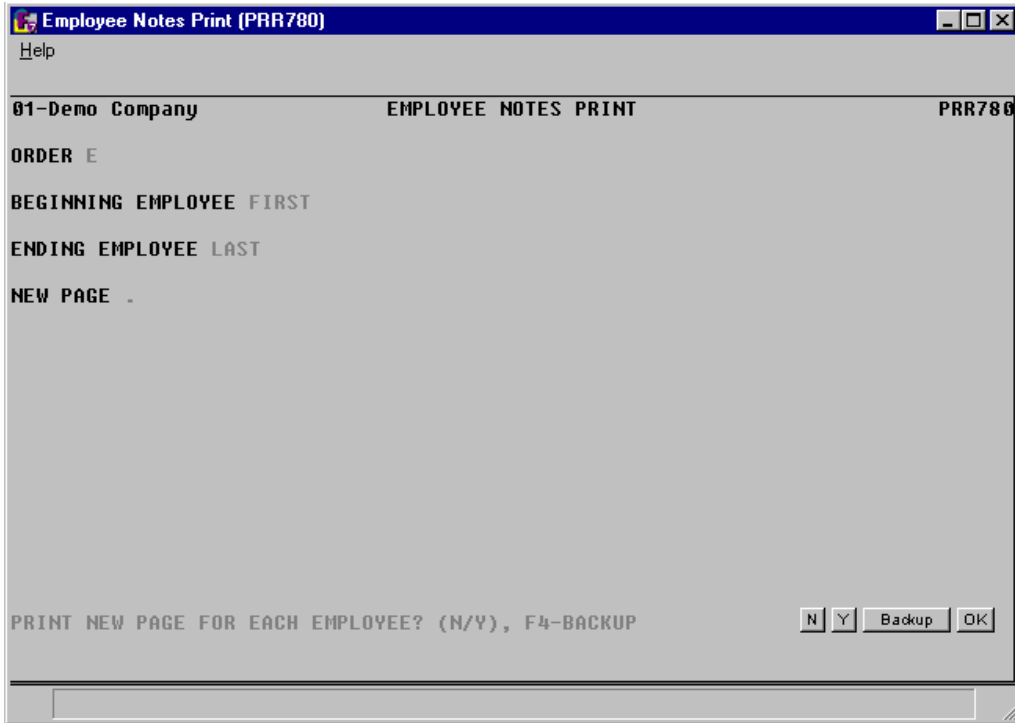 Employee Notes Print (PRR780)
Help
01-Demo Company EMPLOYEE NOTES PRINT PRR780
ORDER E
BEGINNING EMPLOYEE FIRST
ENDING EMPLOYEE LAST
NEW PAGE .
PRINT NEW PAGE FOR EACH EMPLOYEE? (N/Y), F4-BACKUP N Y Backup OK